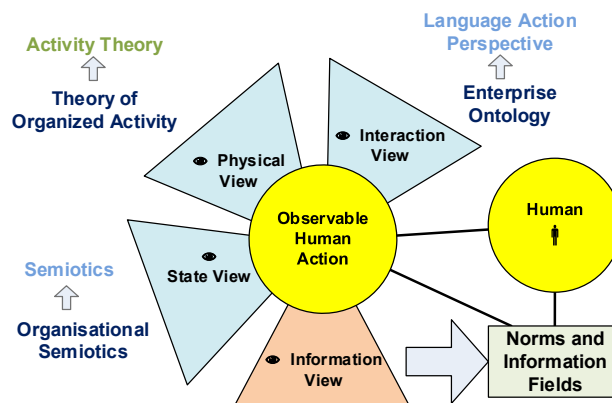 Activity Theory
Theory of
Organized Activity
Language Action
Perspective
Enterprise
Ontology
Physical
View
Interaction
View
Observable
Human
Action
Human
Semiotics
Organisational
Semiotics
State View
Information
View
Norms and
Information
Fields